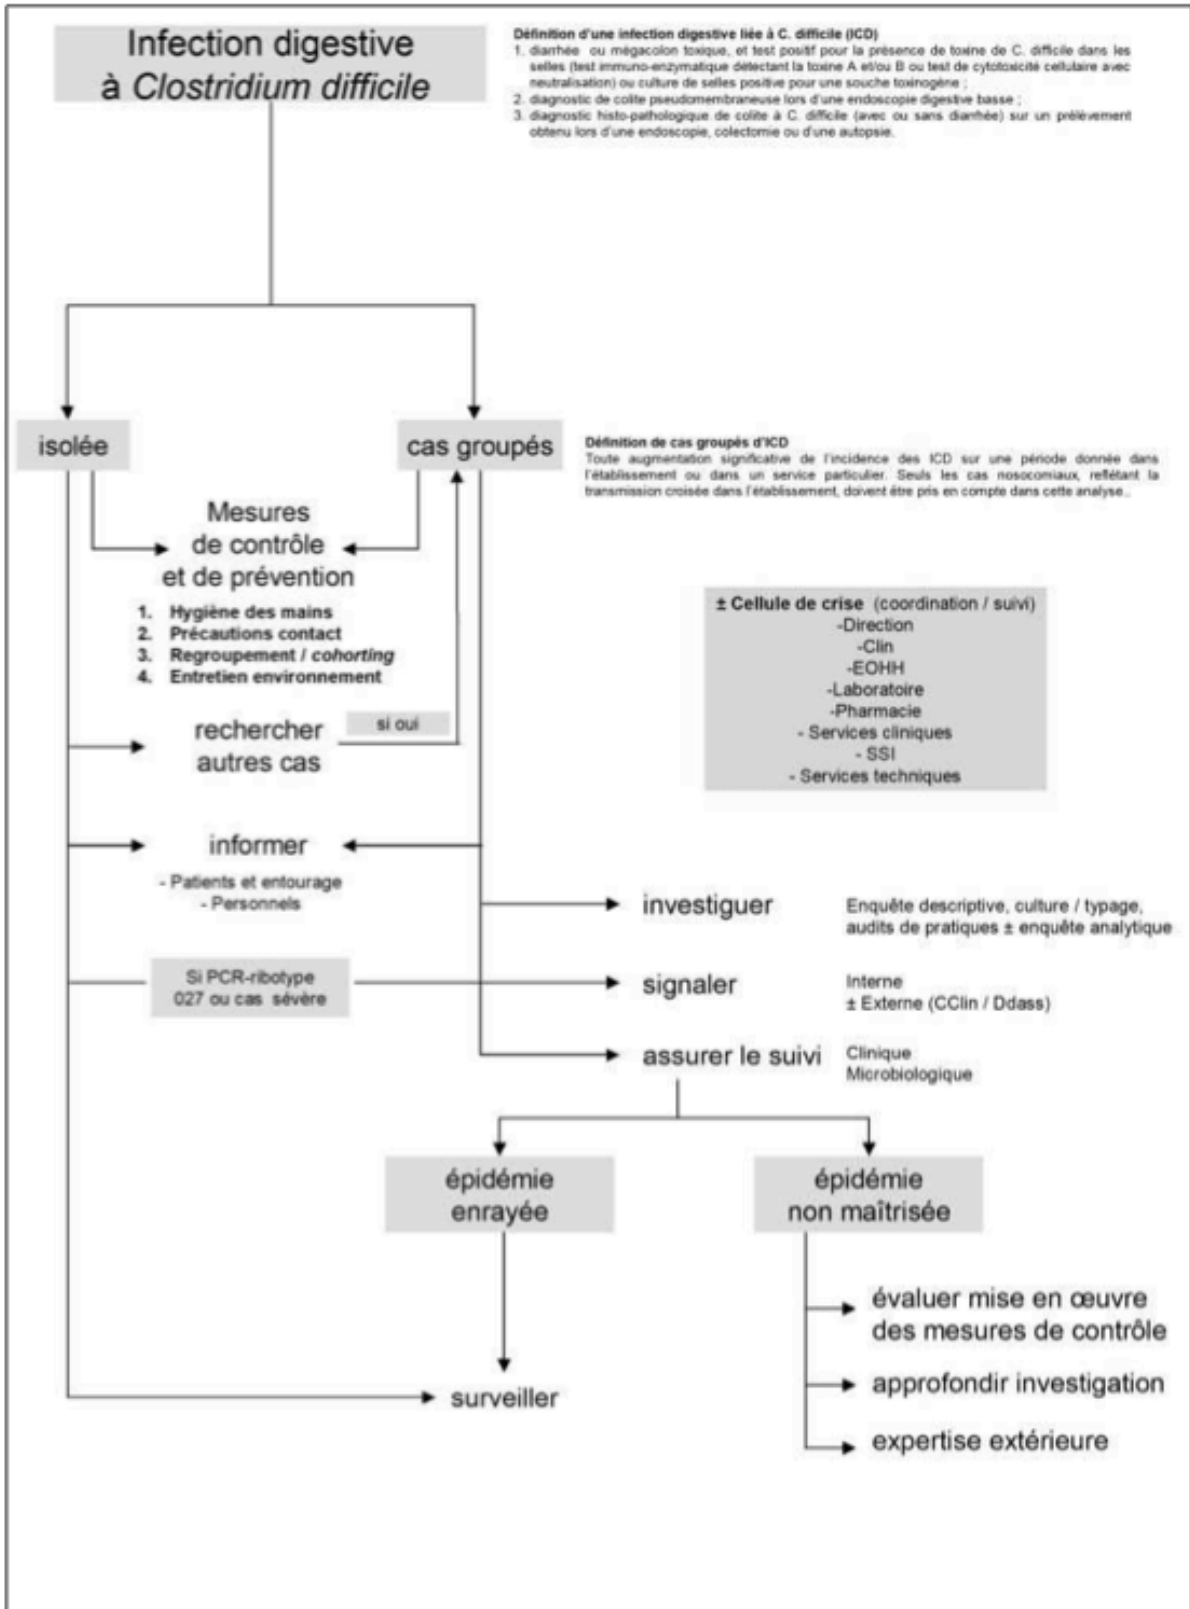 Infection digestive
à Clostridium difficile
Définition d'une infection digestive liée à C. difficile (ICD)
1. diarrhée ou mégacolon toxique, et test positif pour la présence de toxine de C. difficile dans les
selles (test immuno-enzymatique détectant la toxine A et/ou B ou test de cytotoxicité cellulaire avec
neutralisation) ou culture de selles positive pour une souche toxinogène ;
2. diagnostic de colite pseudomembraneuse lors d'une endoscopie digestive basse ;
3. diagnostic histo-pathologique de colite à C. difficile (avec ou sans diarrhée) sur un prélèvement
obtenu lors d'une endoscopie, colectomie ou d'une autopsie.
isolée
cas groupés
Définition de cas groupés d'ICD
Toute augmentation significative de l'incidence des ICD sur une période donnée dans
l'établissement ou dans un service particulier. Seuls les cas nosocomiaux, reflétant la
transmission croisée dans l'établissement, doivent être pris en compte dans cette analyse..
Mesures
de contrôle
et de prévention
1. Hygiène des mains
2. Précautions contact
3. Regroupement / cohorting
4. Entretien environnement
± Cellule de crise (coordination / suivi)
-Direction
-Clin
-EOHH
-Laboratoire
-Pharmacie
- Services cliniques
- SSI
- Services techniques
rechercher
autres cas
si oui
informer
- Patients et entourage
- Personnels
investiguer
Enquête descriptive, culture / typage,
audits de pratiques ± enquête analytique
Si PCR-ribotype
027 ou cas sévère
signaler
Interne
± Externe (CClin / Ddass)
assurer le suivi
Clinique
Microbiologique
épidémie
enrayée
épidémie
non maîtrisée
évaluer mise en œuvre
des mesures de contrôle
approfondir investigation
surveiller
expertise extérieure